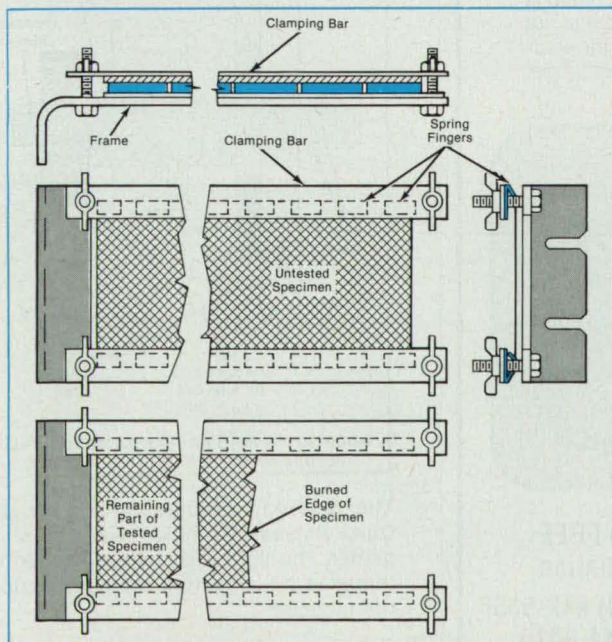 Clamping Bar
Frame
Clamping Bar
Spring
Fingers
Untested
Specimen
Remaining
Part of
Tested
Specimen
Burned
Edge of
Specimen